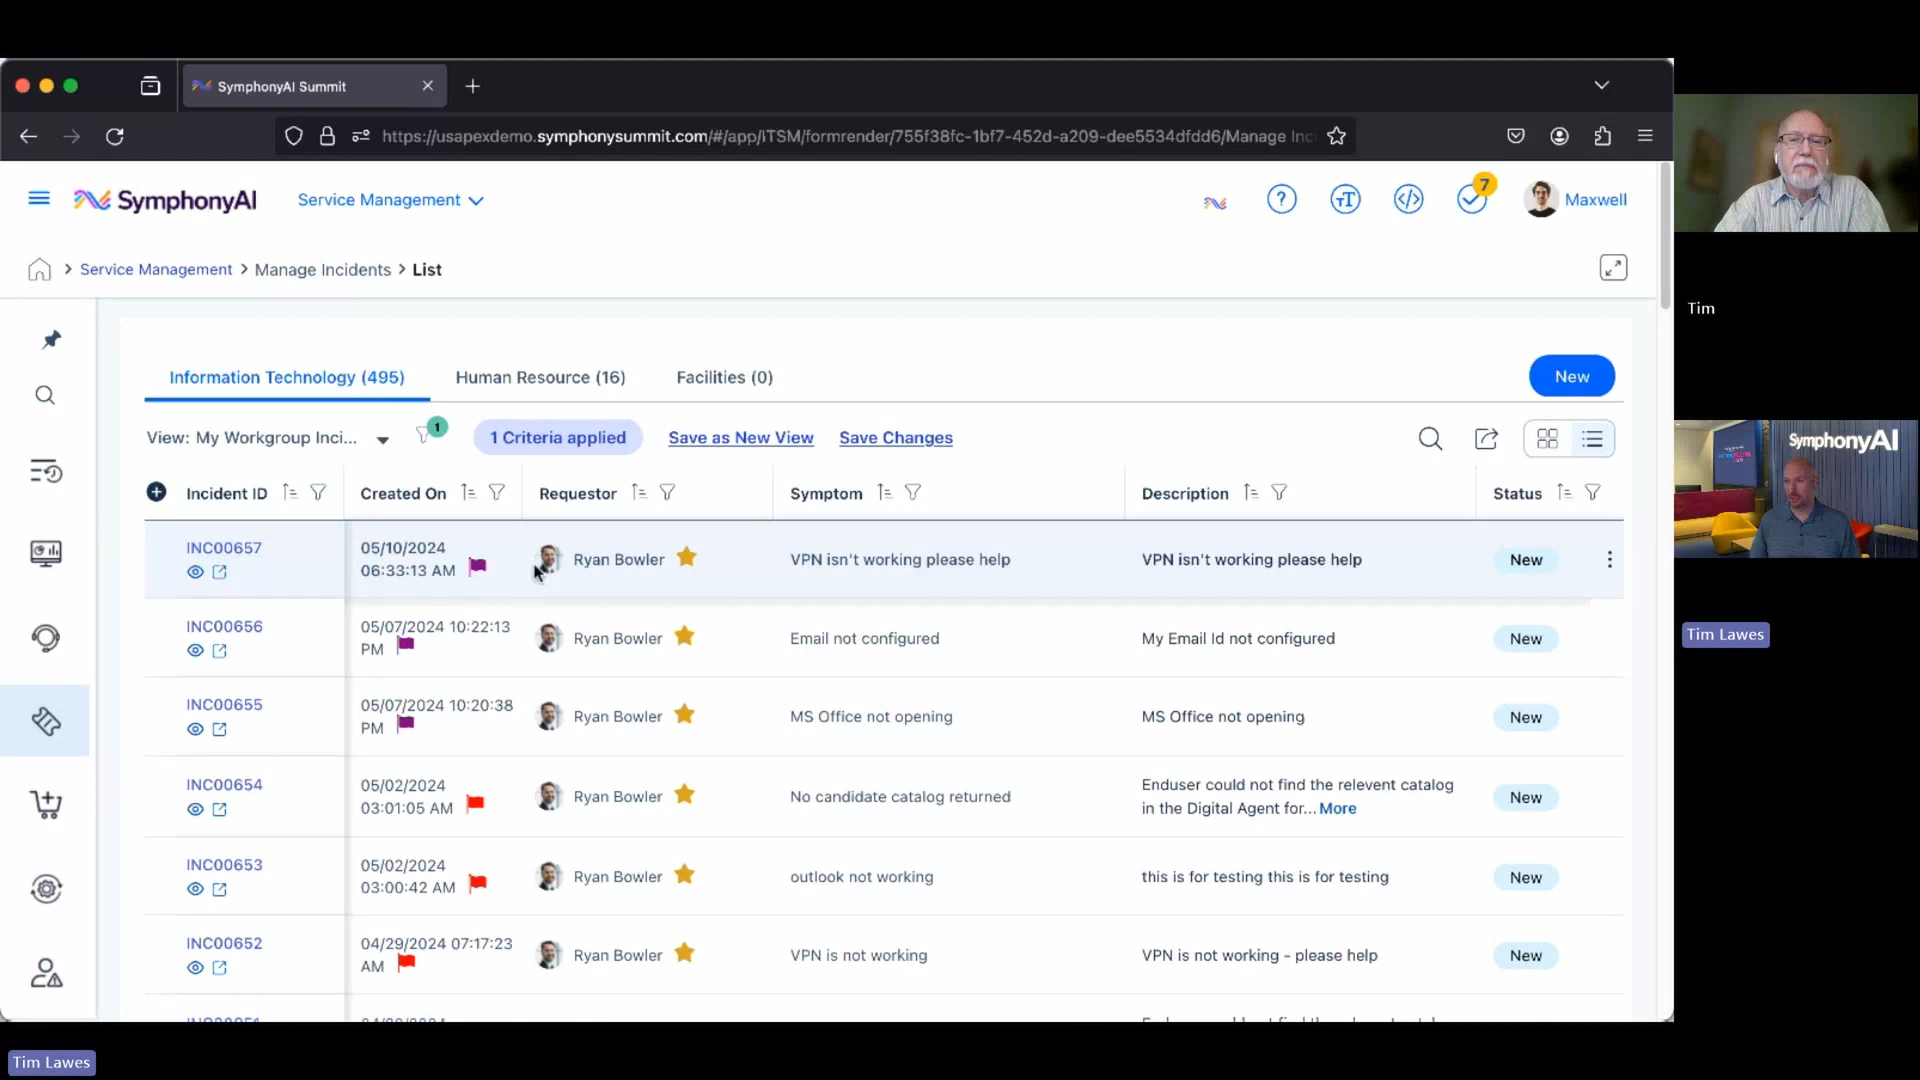 SymphonyAI Summit
https://usapexdemo.symphonysummit.com/#/app/ITSM/formrender/755f38fc-1bf7-452d-a209-dee5534dfdd6/Manage Inc
SymphonyAI
Service Management
7
Maxwell
Service Management > Manage Incidents > List
Tim
Information Technology (495)
Human Resource (16)
Facilities (0)
New
View: My Workgroup Inci...
1
1 Criteria applied
Save as New View
Save Changes
SymphonyAI
Incident ID
Created On
Requestor
Symptom
Description
Status
INC00657
05/10/2024
06:33:13 AM
Ryan Bowler
VPN isn't working please help
VPN isn't working please help
New
INC00656
05/07/2024 10:22:13
PM
Ryan Bowler
Email not configured
My Email Id not configured
New
Tim Lawes
INC00655
05/07/2024 10:20:38
PM
Ryan Bowler
MS Office not opening
MS Office not opening
New
INC00654
05/02/2024
03:01:05 AM
Ryan Bowler
No candidate catalog returned
Enduser could not find the relevent catalog
in the Digital Agent for... More
New
INC00653
05/02/2024
03:00:42 AM
Ryan Bowler
outlook not working
this is for testing this is for testing
New
INC00652
04/29/2024 07:17:23
AM
Ryan Bowler
VPN is not working
VPN is not working - please help
New
Tim Lawes